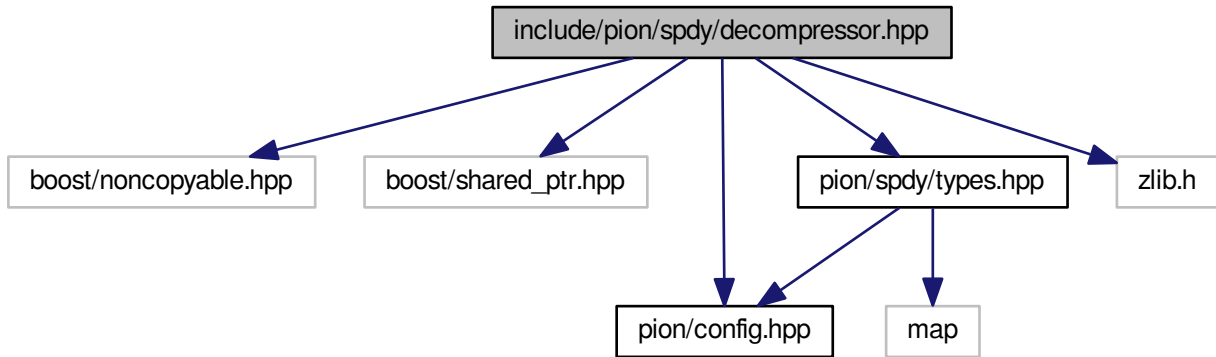 include/pion/spdy/decompressor.hpp
boost/noncopyable.hpp
boost/shared_ptr.hpp
pion/spdy/types.hpp
zlib.h
pion/config.hpp
map